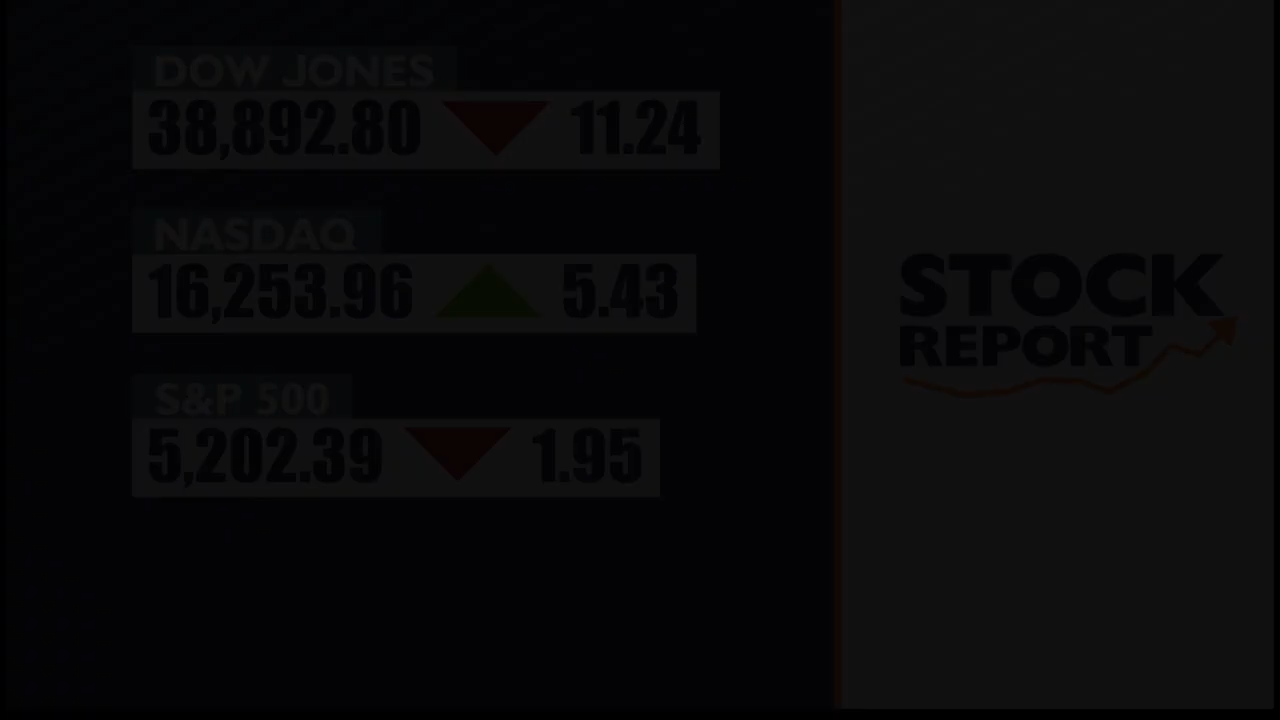 DOW JONES
38,892.80 11.24
NASDAQ
16,253.96 5.43
S&P 500
5,202.39 1.95
STOCK
REPORT